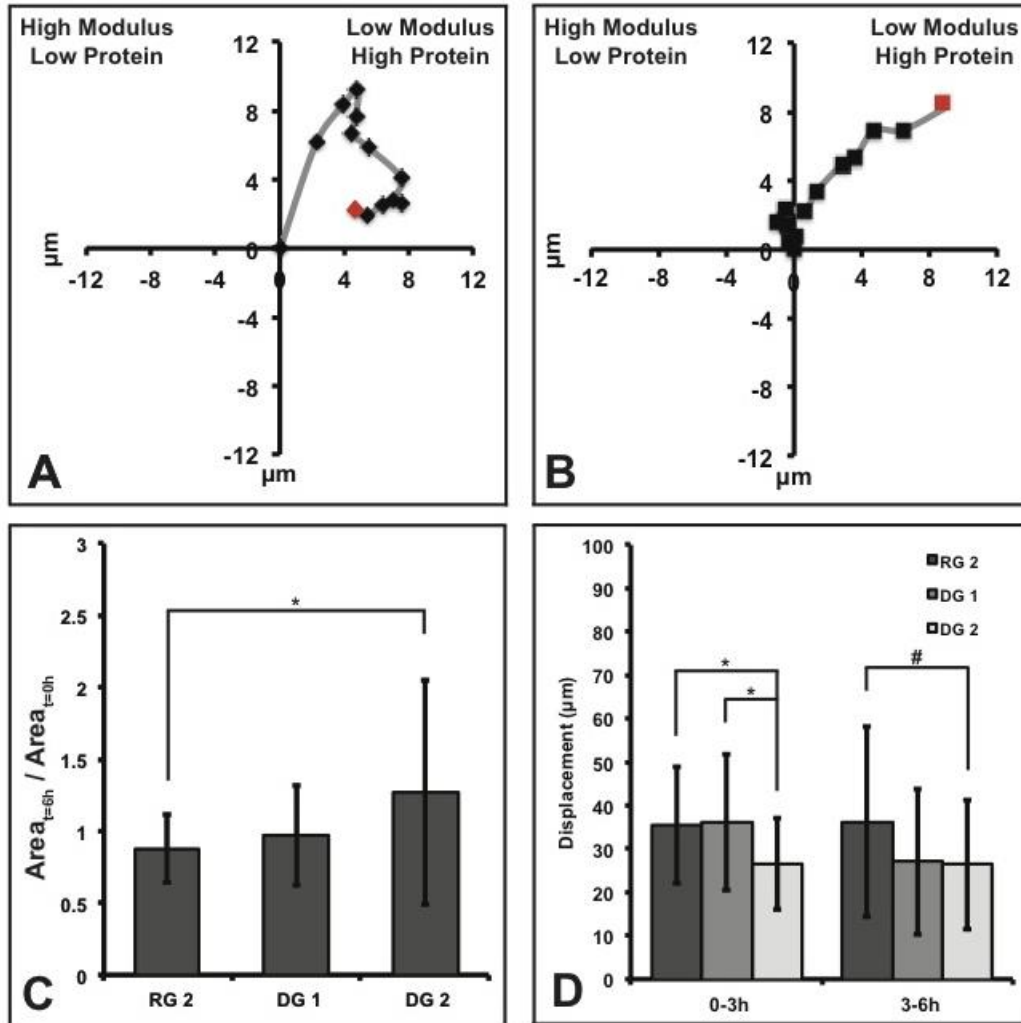 High Modulus
Low Protein
Low Modulus
High Protein
12
8
4
0
-12 -8 -4 0 4 8 12
-4
-8
-12
µm
µm
A
High Modulus
Low Protein
Low Modulus
High Protein
12
8
4
0
-12 -8 -4 0 4 8 12
-4
-8
-12
µm
µm
B
3
2.5
2
1.5
1
0.5
0
Area t=6h / Area t=0h
*
RG 2 DG 1 DG 2
C
100
90
80
70
60
50
40
30
20
10
0
Displacement (µm)
RG 2
DG 1
DG 2
*
*
#
0-3h 3-6h
D